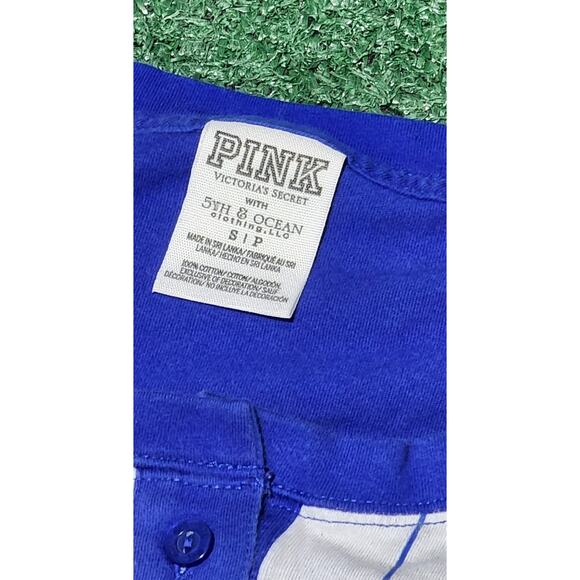 PINK
VICTORIA'S SECRET
WITH
5TH & OCEAN
clothing,LLC
S | P
MADE IN SRI LANKA/ FABRIQUÉ AU SRI
LANKA/ HECHO EN SRI LANKA
100% COTTON/ COTON/ ALGODÓN
EXCLUSIVE OF DECORATION/ SAUF
DÉCORATION/ NO INCLUYE LA DECORACIÓN